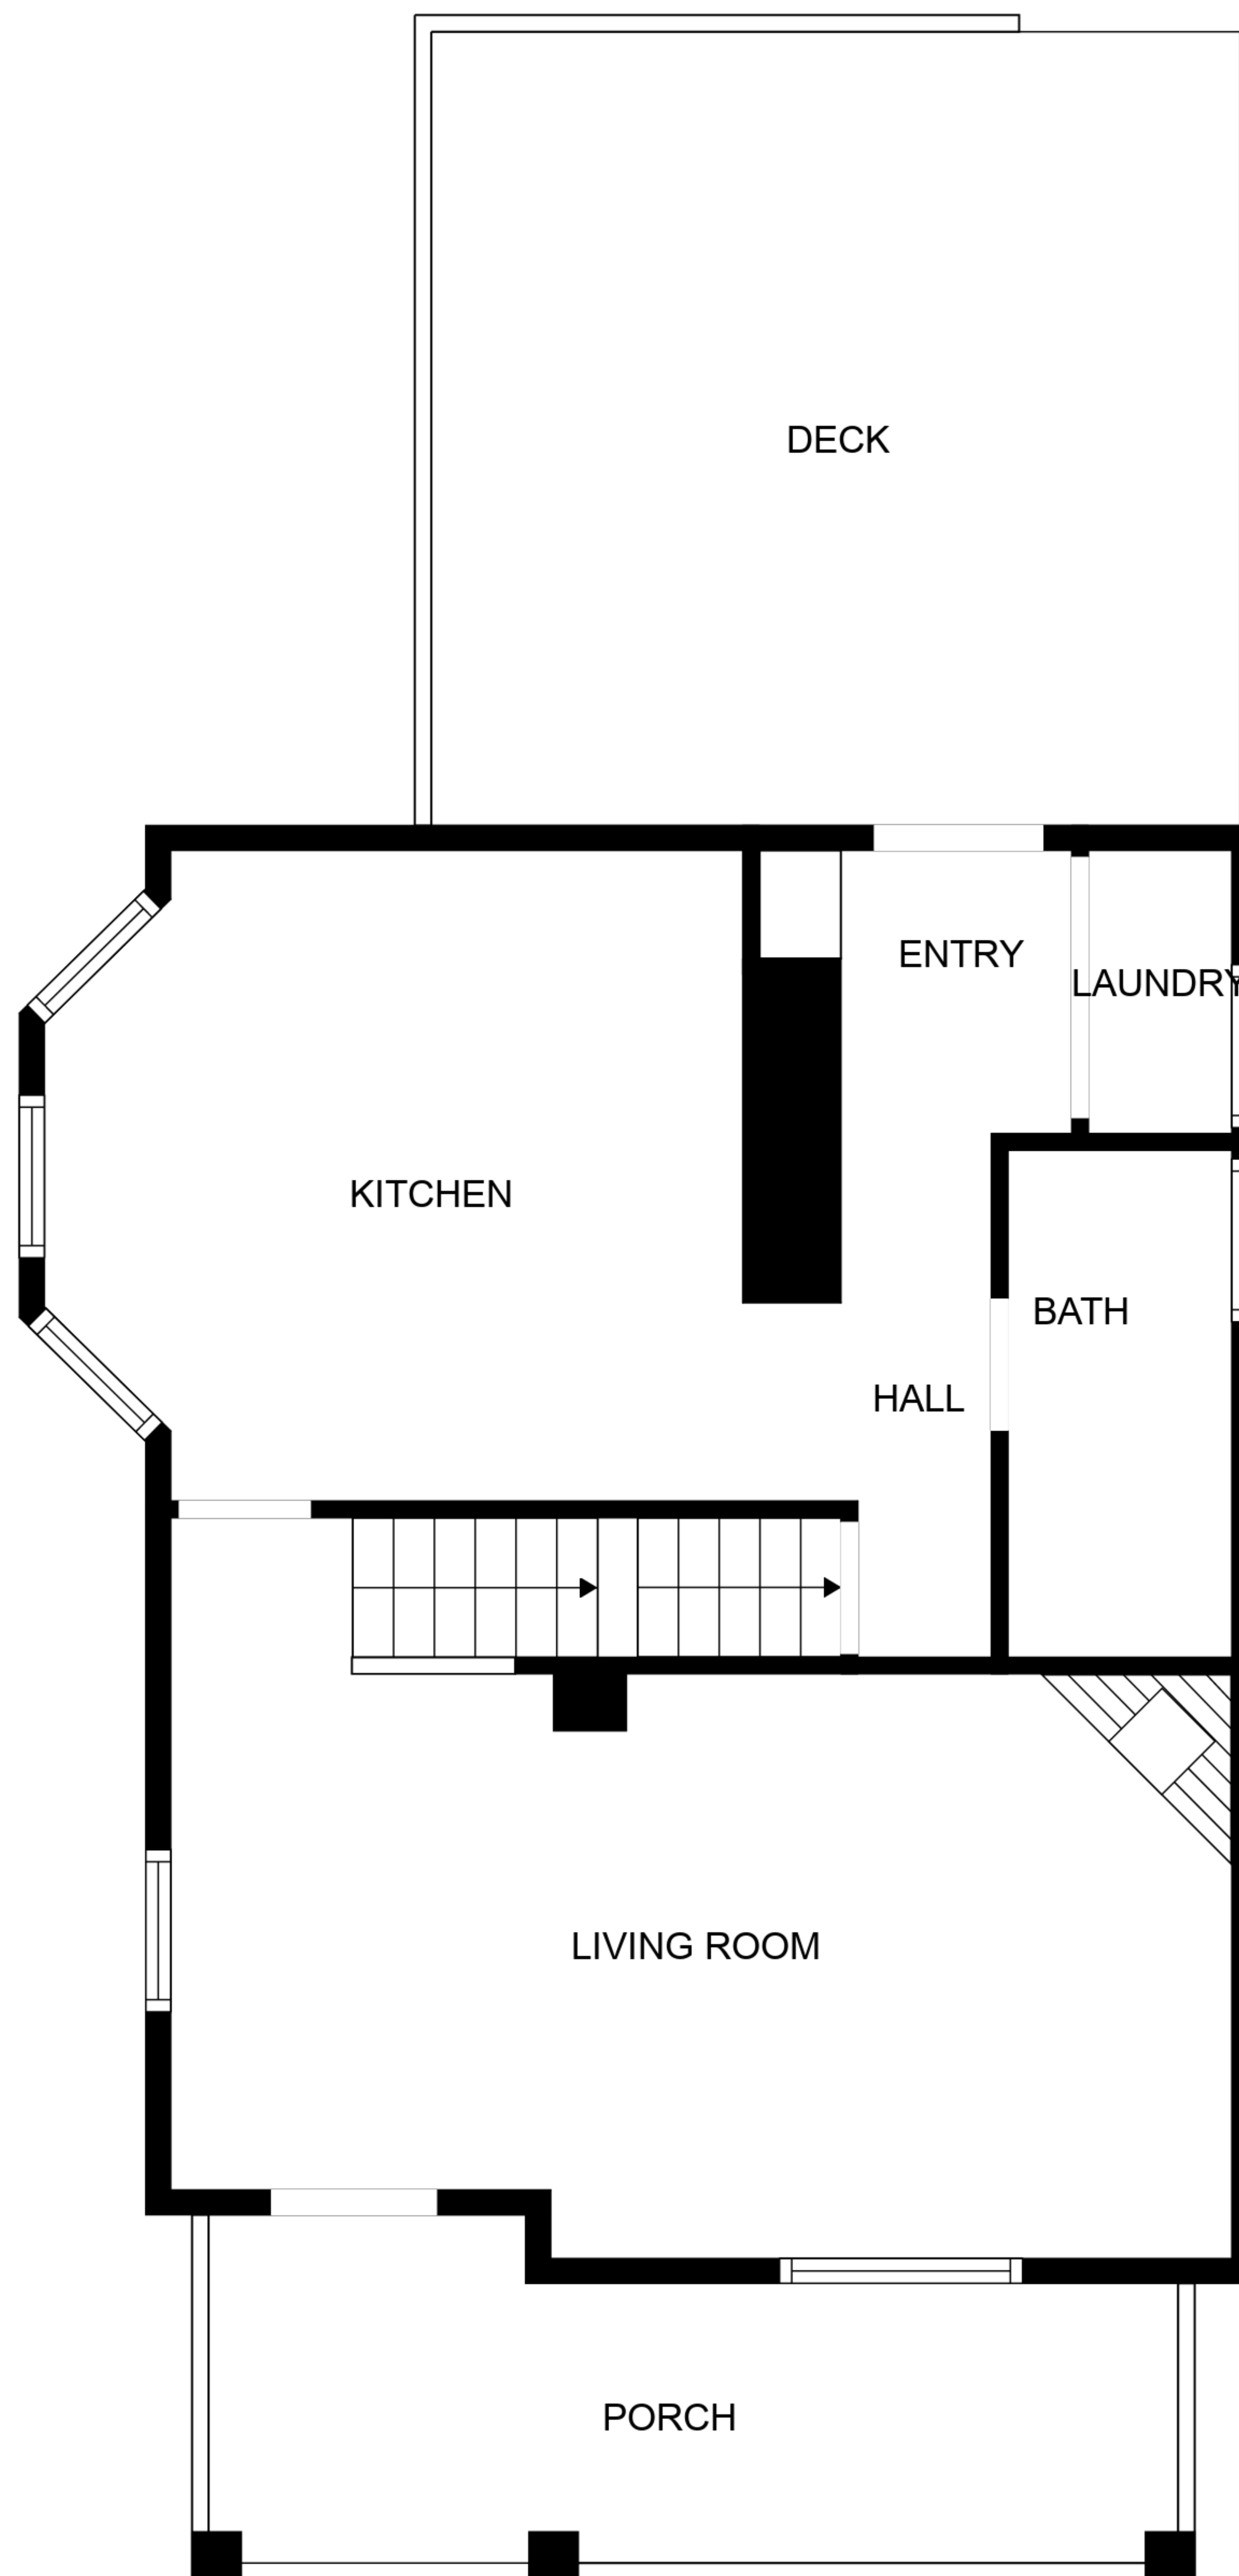 DECK
ENTRY
LAUNDRY
KITCHEN
BATH
HALL
LIVING ROOM
PORCH